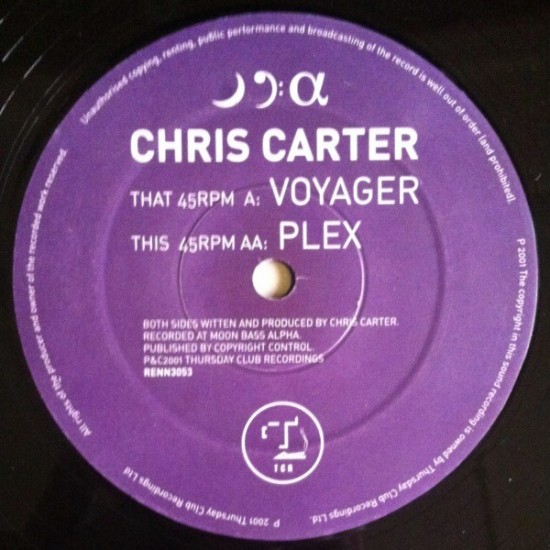 Unauthorised copying, renting, public performance and broadcasting of the record is well out of order (and prohibited).
α
CHRIS CARTER
THAT 45RPM A: VOYAGER
THIS 45RPM AA: PLEX
BOTH SIDES WITTEN AND PRODUCED BY CHRIS CARTER.
RECORDED AT MOON BASS ALPHA.
PUBLISHED BY COPYRIGHT CONTROL.
P&C2001 THURSDAY CLUB RECORDINGS
RENN3053
TCR
P 2001 The copyright in this sound recording is owned by Thursday Club Recordings Ltd.
P 2001 Thursday Club Recordings Ltd
All rights of the producer and owner of the recorded work reserved.